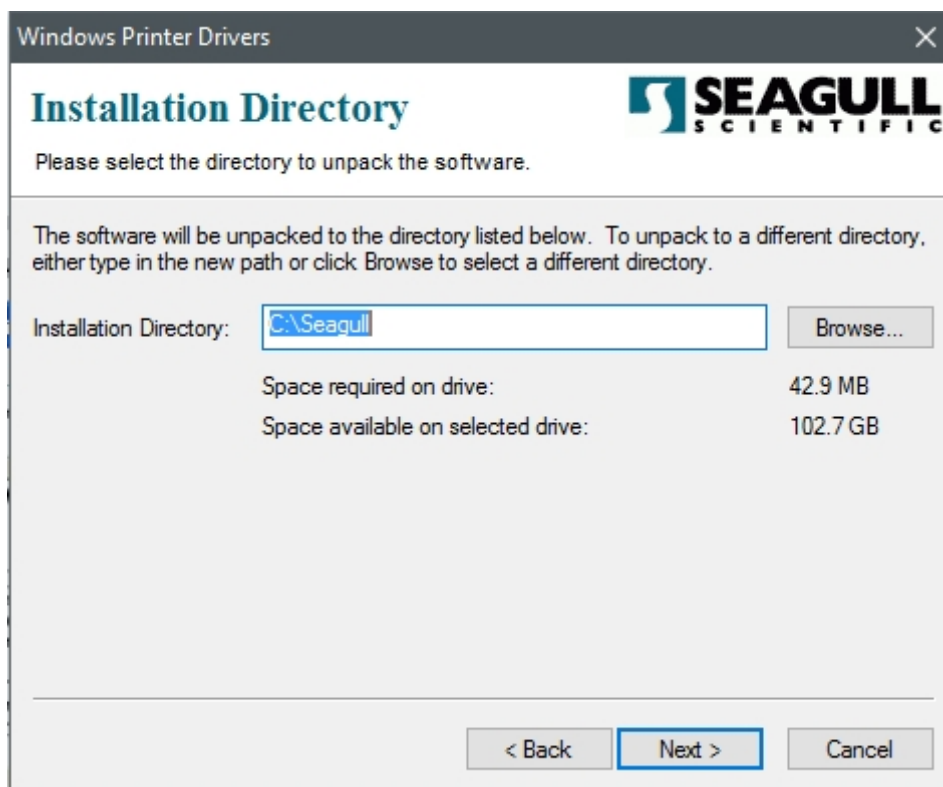 Windows Printer Drivers
Installation Directory
SEAGULL
SCIENTIFIC
Please select the directory to unpack the software.
The software will be unpacked to the directory listed below.  To unpack to a different directory,
either type in the new path or click Browse to select a different directory.
Installation Directory: C:\Seagull Browse...
Space required on drive: 42.9 MB
Space available on selected drive: 102.7 GB
< Back Next > Cancel